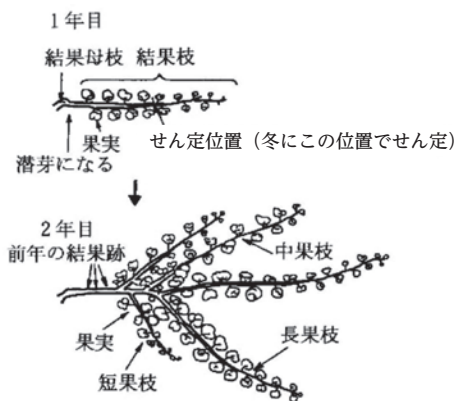 1年目
結果母枝 結果枝
果実
せん定位置（冬にこの位置でせん定）
潜芽になる
2年目
前年の結果跡
中果枝
果実
長果枝
短果枝